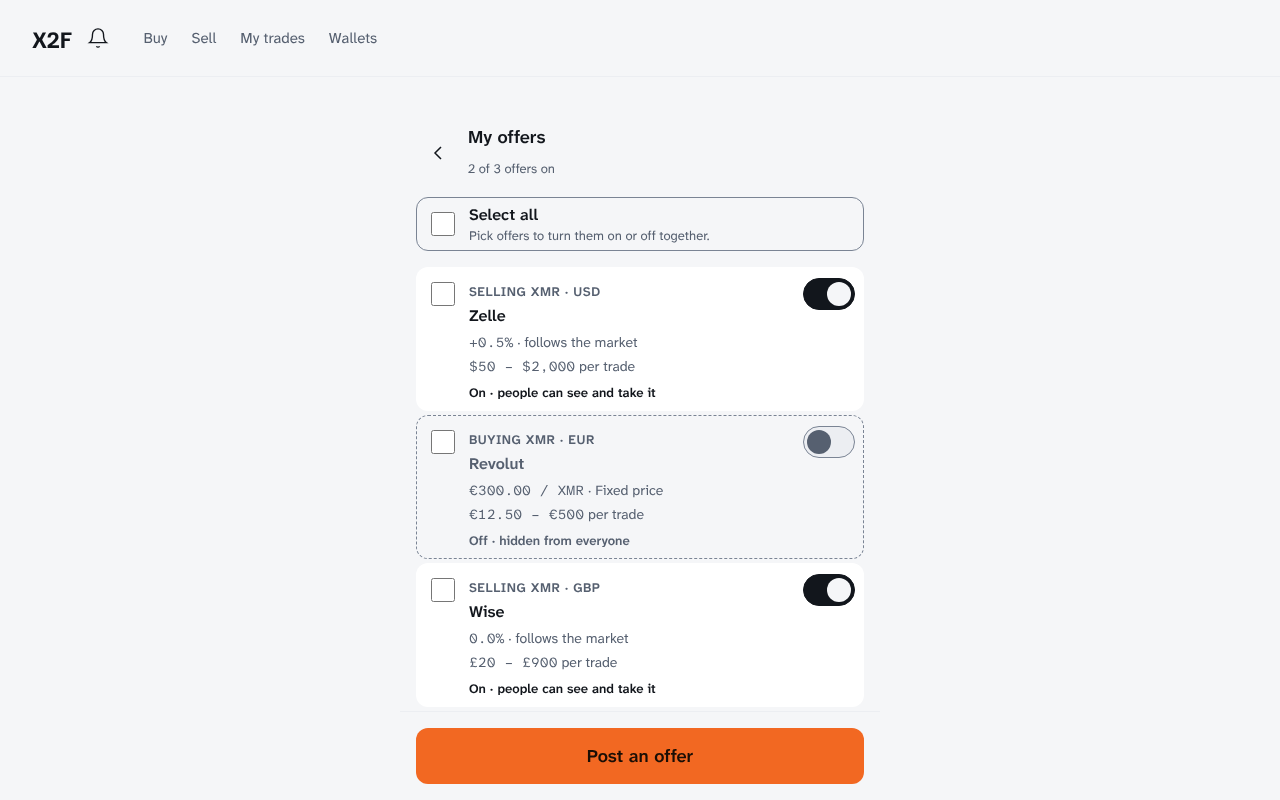 X2F
Buy
Sell
My trades
Wallets
My offers
2 of 3 offers on
Select all
Pick offers to turn them on or off together.
SELLING XMR · USD
Zelle
+0.5% · follows the market
$50 – $2,000 per trade
On · people can see and take it
BUYING XMR · EUR
Revolut
€300.00 / XMR · Fixed price
€12.50 – €500 per trade
Off · hidden from everyone
SELLING XMR · GBP
Wise
0.0% · follows the market
£20 – £900 per trade
On · people can see and take it
Post an offer